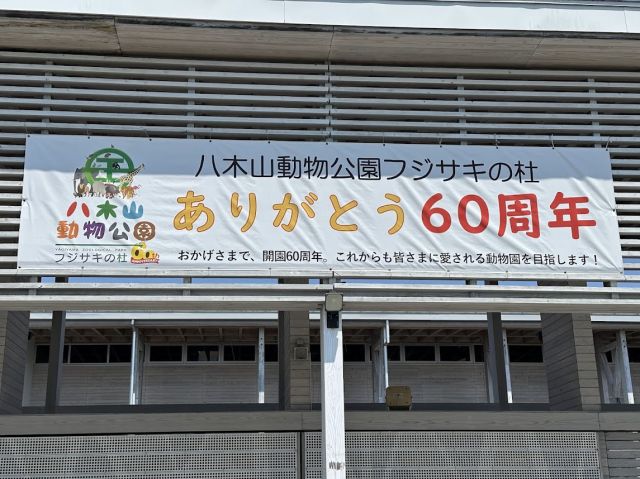 八木山動物公園フジサキの杜
ありがとう60周年
おかげさまで、開園60周年。これからも皆さまに愛される動物園を目指します！
八木山
動物公園
YAGIYAMA ZOOLOGICAL PARK
フジサキの杜